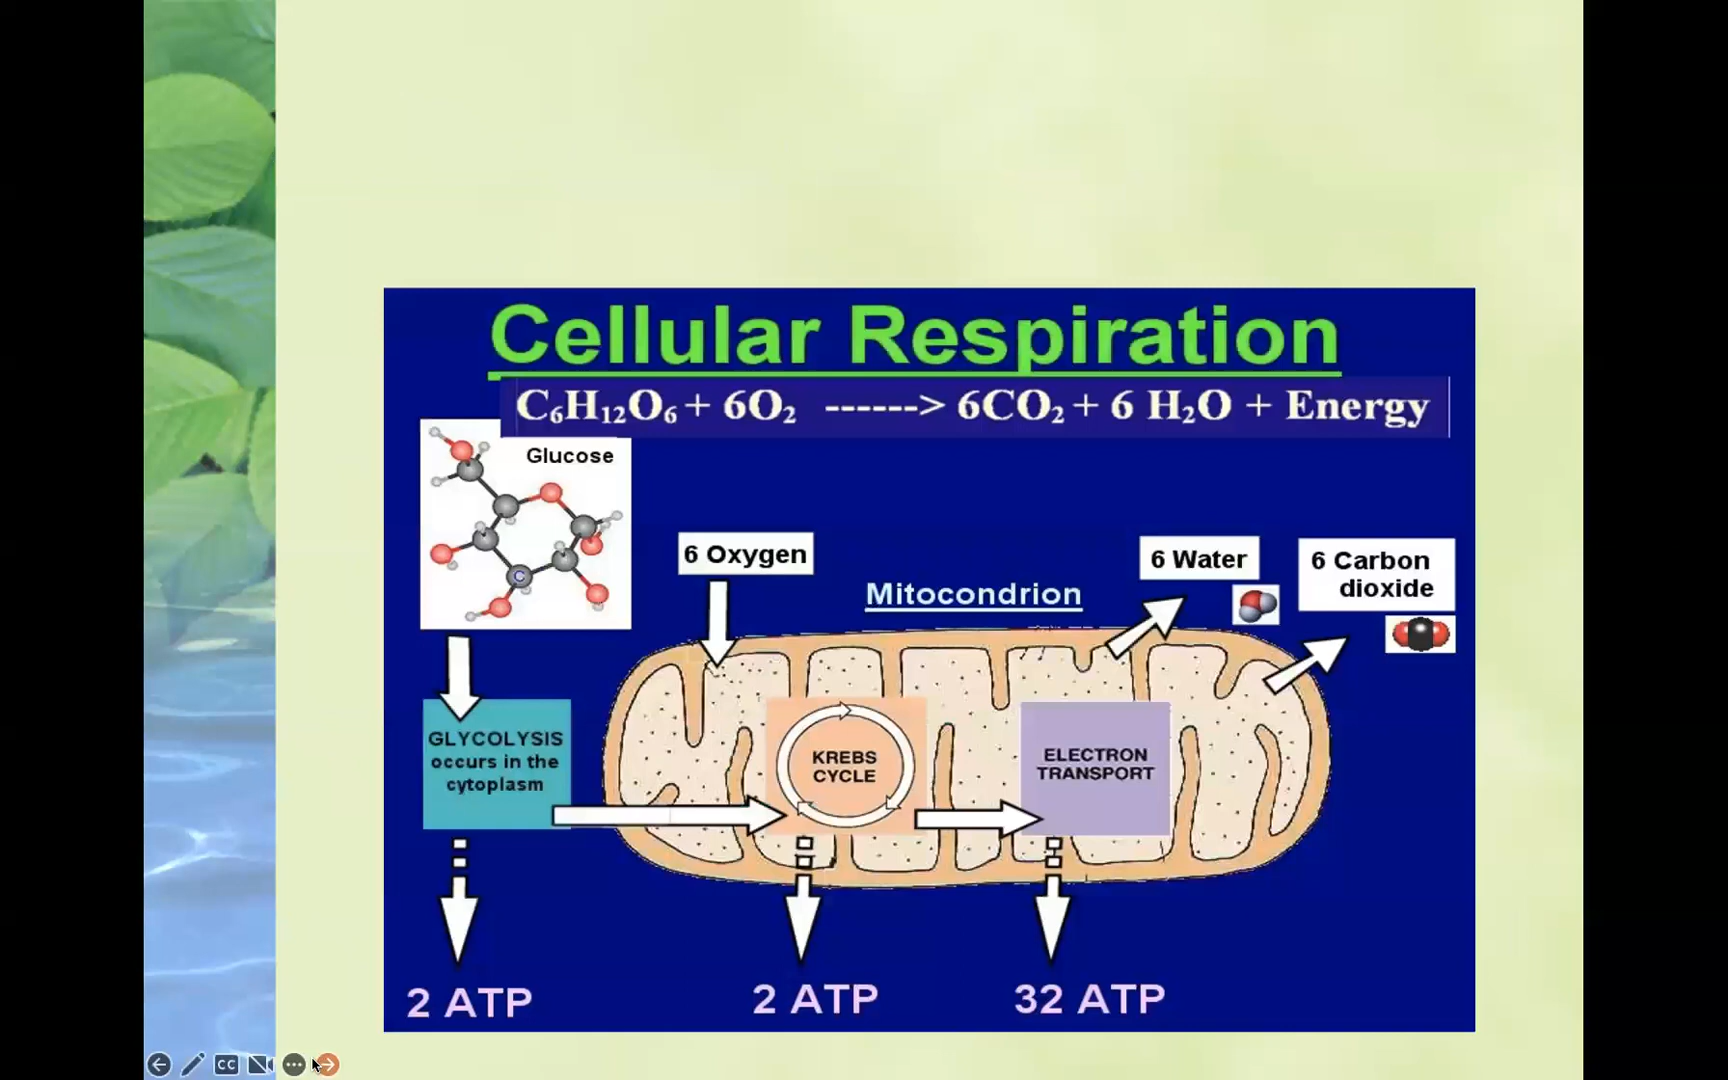 Cellular Respiration
C₆H₁₂O₆ + 6O₂ ------> 6CO₂ + 6 H₂O + Energy
Glucose
C
6 Oxygen
Mitocondrion
6 Water
6 Carbon
dioxide
GLYCOLYSIS
occurs in the
cytoplasm
KREBS
CYCLE
ELECTRON
TRANSPORT
2 ATP
2 ATP
32 ATP
CC